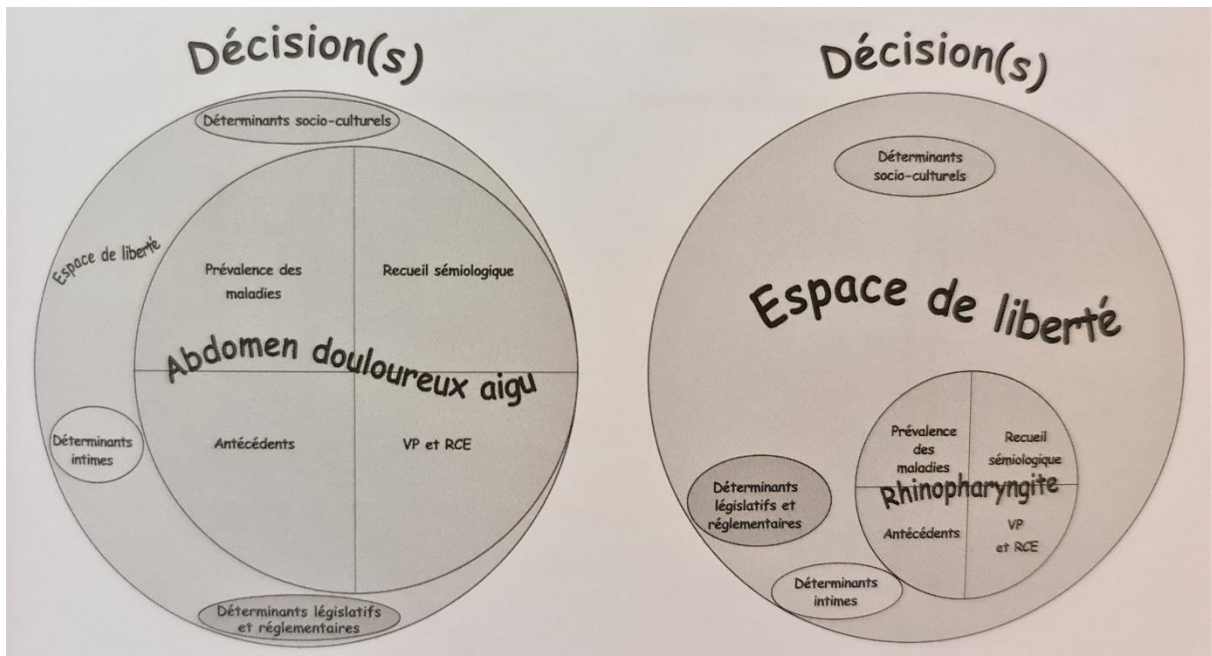 Décision(s)
Déterminants socio-culturels
Espace de liberté
Prévalence des
maladies
Recueil sémiologique
Abdomen douloureux aigu
Antécédents
VP et RCE
Déterminants
intimes
Déterminants législatifs
et réglementaires
Décision(s)
Déterminants
socio-culturels
Espace de liberté
Prévalence
des
maladies
Recueil
sémiologique
Rhinopharyngite
Antécédents
VP
et RCE
Déterminants
législatifs et
réglementaires
Déterminants
intimes